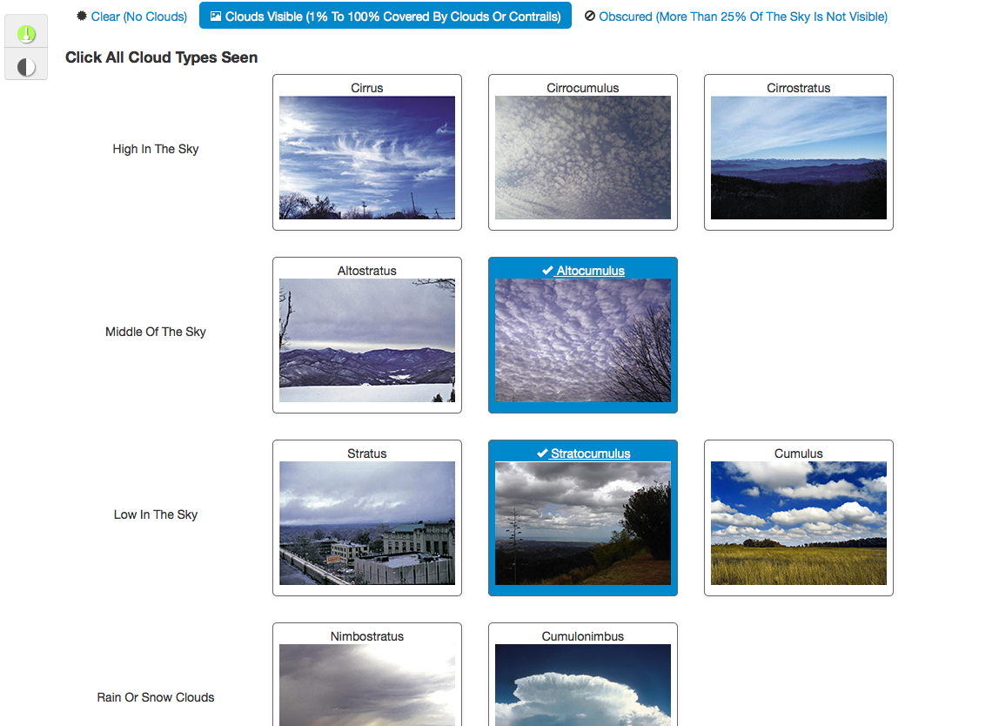 Clear (No Clouds) Clouds Visible (1% To 100% Covered By Clouds Or Contrails) Obscured (More Than 25% Of The Sky Is Not Visible)
Click All Cloud Types Seen
Cirrus Cirrocumulus Cirrostratus
High In The Sky
Altostratus Altocumulus
Middle Of The Sky
Stratus Stratocumulus Cumulus
Low In The Sky
Nimbostratus Cumulonimbus
Rain Or Snow Clouds